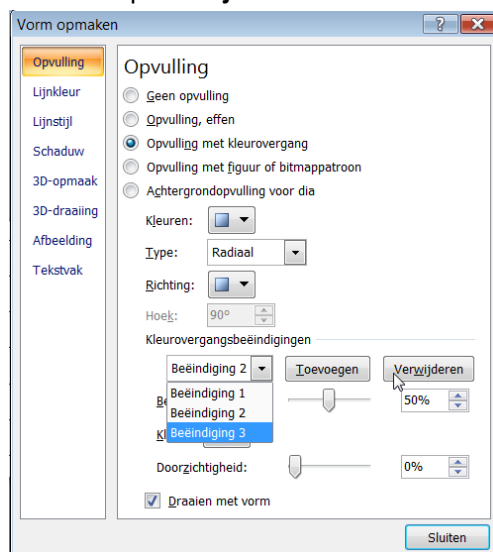 Vorm opmaken
Opvulling
Lijnkleur
Lijnstijl
Schaduw
3D-opmaak
3D-draaiing
Afbeelding
Tekstvak
Opvulling
Geen opvulling
Opvulling, effen
Opvulling met kleurovergang
Opvulling met figuur of bitmappatroon
Achtergrondopvulling voor dia
Kleuren:
Type: Radiaal
Richting:
Hoek: 90°
Kleurovergangsbeëindigingen
Beëindiging 2 Toevoegen Verwijderen
Beëindiging 1
Beëindiging 2
Beëindiging 3
50%
Doorzichtigheid: 0%
Draaien met vorm
Sluiten